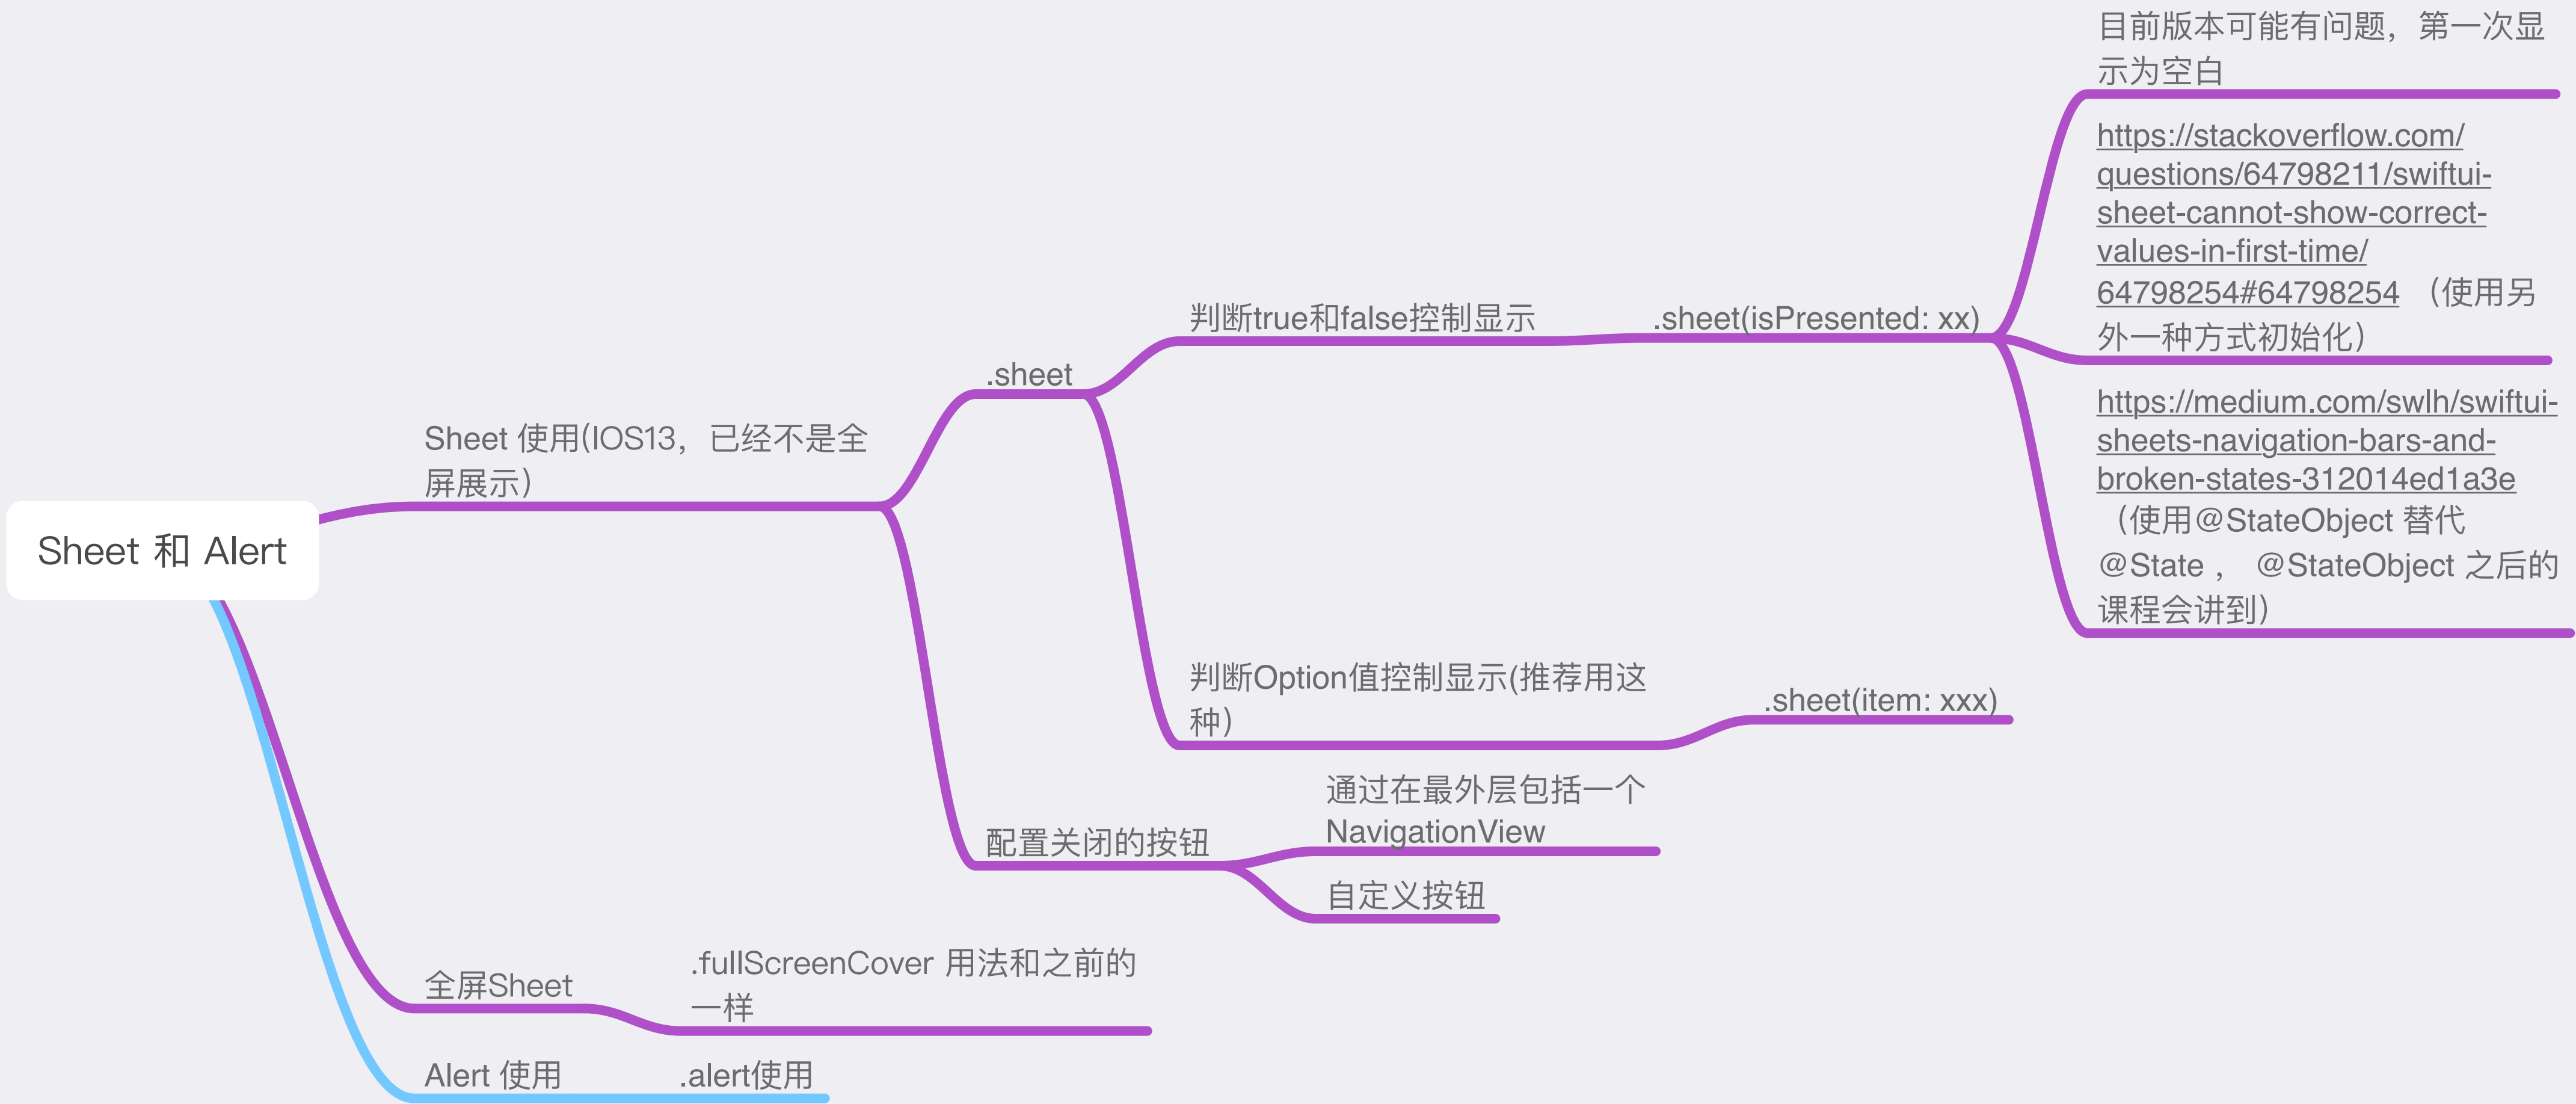 Sheet 和 Alert
Sheet 使用(IOS13，已经不是全
屏展示）
.sheet
判断true和false控制显示
.sheet(isPresented: xx)
目前版本可能有问题，第一次显
示为空白
https://stackoverflow.com/
questions/64798211/swiftui-
sheet-cannot-show-correct-
values-in-first-time/
64798254#64798254 （使用另
外一种方式初始化）
https://medium.com/swlh/swiftui-
sheets-navigation-bars-and-
broken-states-312014ed1a3e
（使用@StateObject 替代
@State ， @StateObject 之后的
课程会讲到）
判断Option值控制显示(推荐用这
种）
.sheet(item: xxx)
配置关闭的按钮
通过在最外层包括一个
NavigationView
自定义按钮
全屏Sheet
.fullScreenCover 用法和之前的
一样
Alert 使用
.alert使用